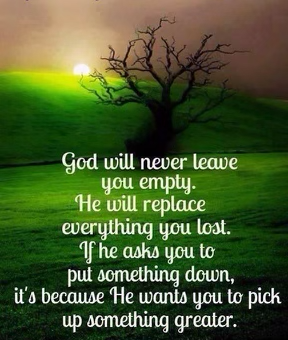 God will never leave
you empty.
He will replace
everything you lost.
If he asks you to
put something down,
it's because He wants you to pick
up something greater.